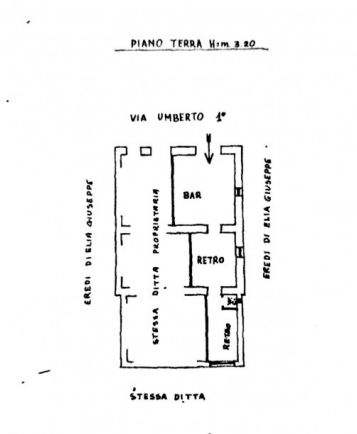 PIANO TERRA H=m 3.20
VIA UMBERTO 1°
EREDI DI ELIA GIUSEPPE
STESSA DITTA PROPRIETARIA
BAR
EREDI DI ELIA GIUSEPPE
RETRO
RETRO
STESSA DITTA